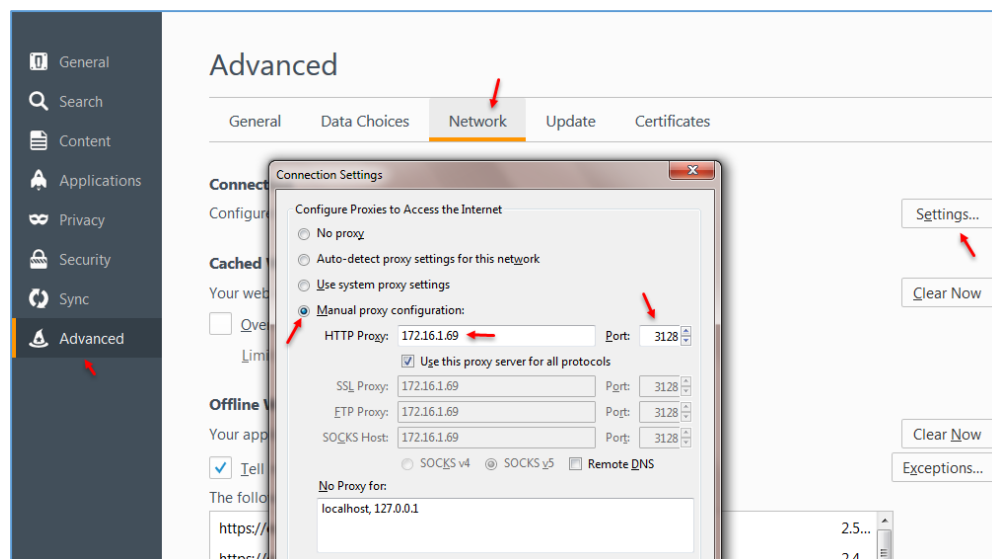 General
Search
Content
Applications
Privacy
Security
Sync
Advanced
Advanced
General Data Choices Network Update Certificates
Configure
Settings...
Cached
Your web
Clear Now
Offline
Your app
Clear Now
Tell
Exceptions...
The follo
https://
2.5...
https://
2.4
Connection Settings
Configure Proxies to Access the Internet
No proxy
Auto-detect proxy settings for this network
Use system proxy settings
Manual proxy configuration:
HTTP Proxy: 172.16.1.69 Port: 3128
Use this proxy server for all protocols
SSL Proxy: 172.16.1.69 Port: 3128
FTP Proxy: 172.16.1.69 Port: 3128
SOCKS Host: 172.16.1.69 Port: 3128
SOCKS v4 SOCKS v5 Remote DNS
No Proxy for:
localhost, 127.0.0.1